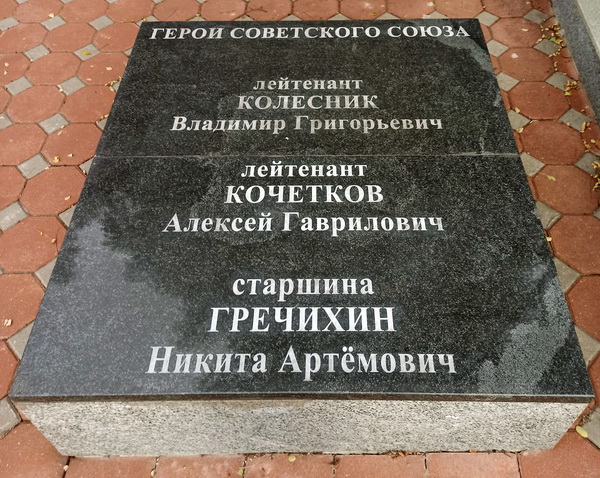 ГЕРОИ СОВЕТСКОГО СОЮЗА
лейтенант
КОЛЕСНИК
Владимир Григорьевич
лейтенант
КОЧЕТКОВ
Алексей Гаврилович
старшина
ГРЕЧИХИН
Никита Артёмович